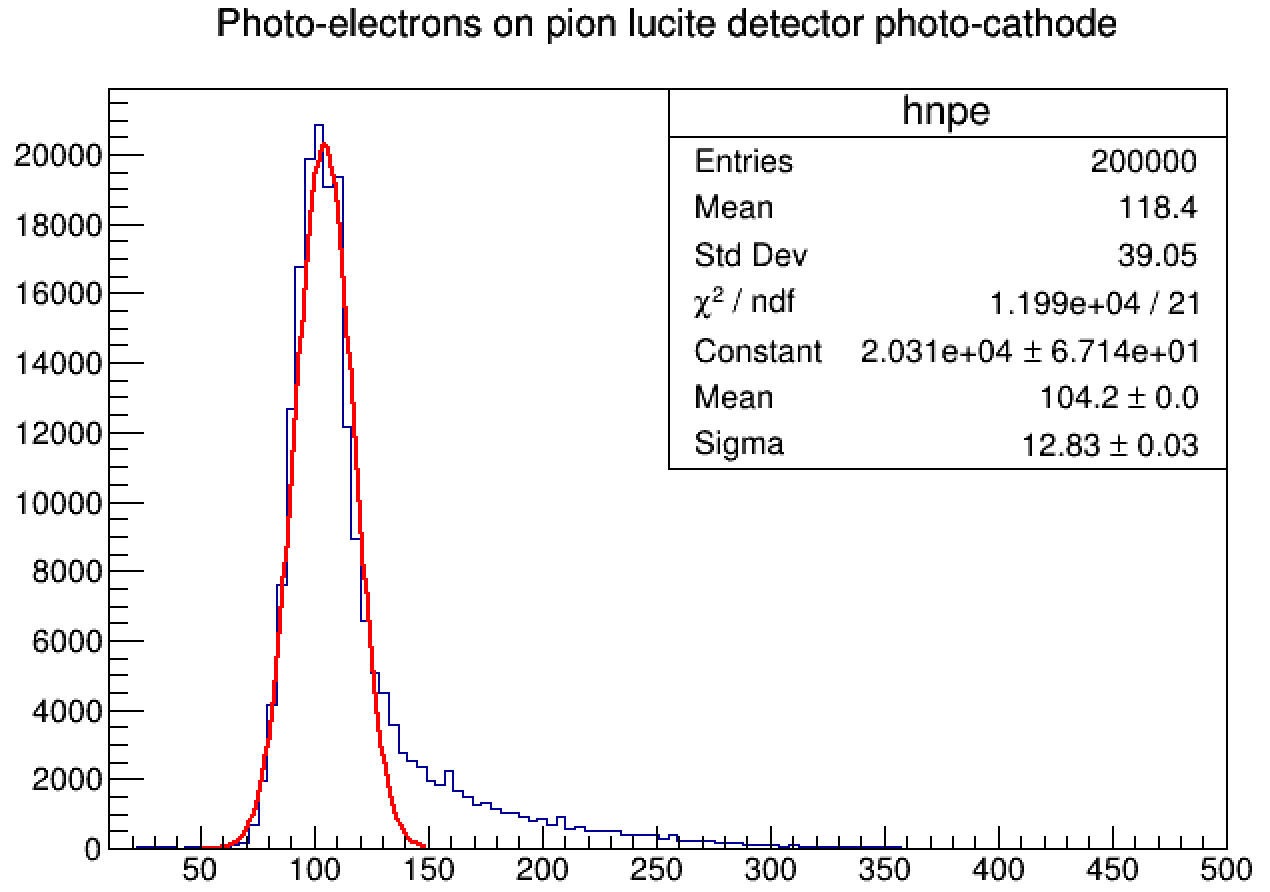 Photo-electrons on pion lucite detector photo-cathode
hnpe
Entries 200000
Mean 118.4
Std Dev 39.05
χ² / ndf 1.199e+04 / 21
Constant 2.031e+04 ± 6.714e+01
Mean 104.2 ± 0.0
Sigma 12.83 ± 0.03
20000
18000
16000
14000
12000
10000
8000
6000
4000
2000
0
50 100 150 200 250 300 350 400 450 500